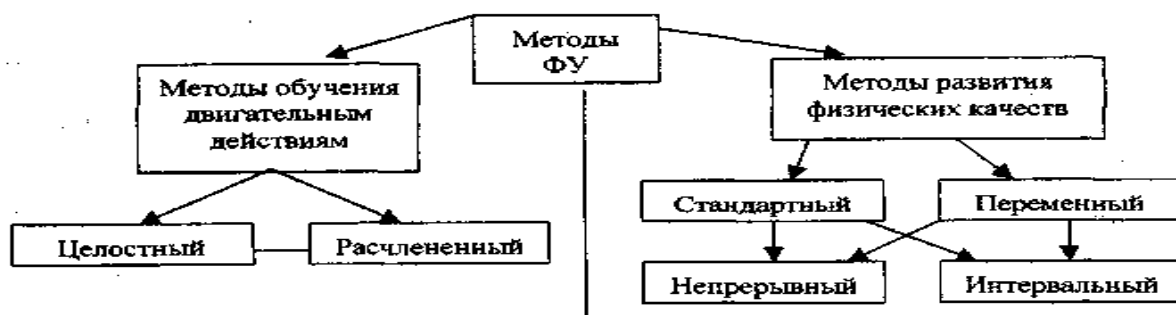 Методы
ФУ
Методы обучения
двигательным
действиям
Методы развития
физических качеств
Стандартный
Переменный
Целостный
Расчлененный
Непрерывный
Интервальный